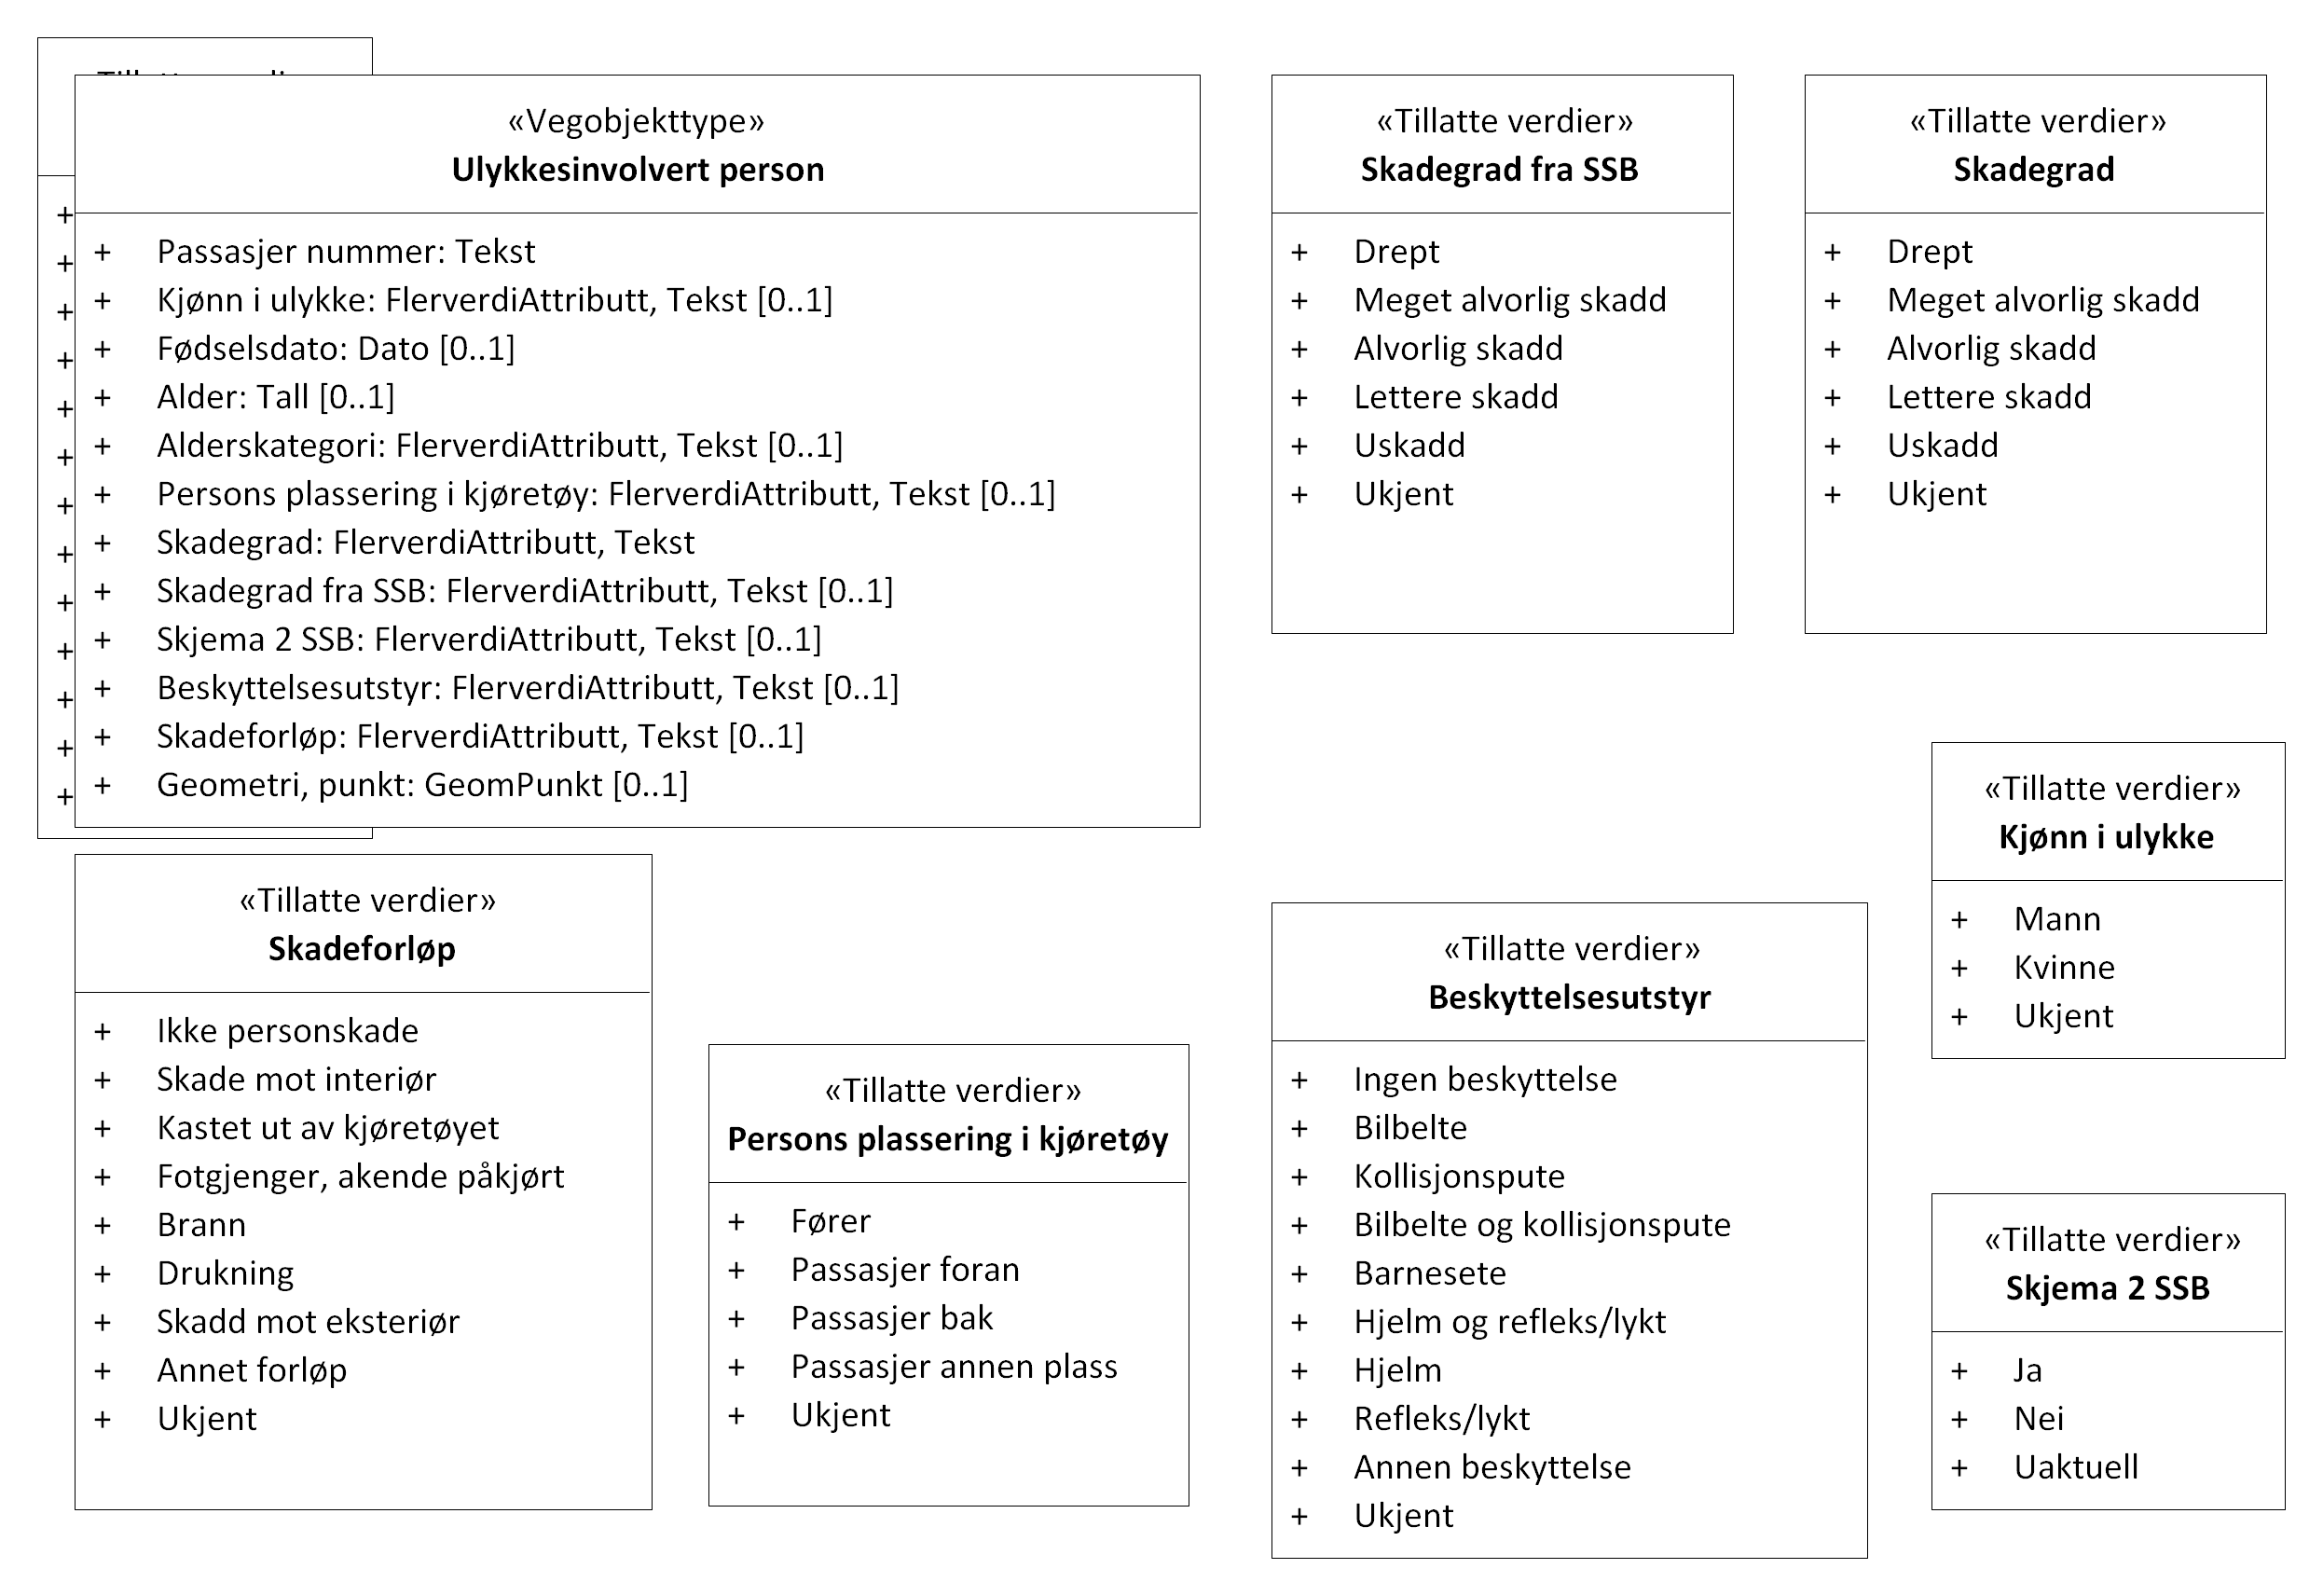 «Vegobjekttype»
Ulykkesinvolvert person
+ Passasjer nummer: Tekst
+ Kjønn i ulykke: FlerverdiAttributt, Tekst [0..1]
+ Fødselsdato: Dato [0..1]
+ Alder: Tall [0..1]
+ Alderskategori: FlerverdiAttributt, Tekst [0..1]
+ Persons plassering i kjøretøy: FlerverdiAttributt, Tekst [0..1]
+ Skadegrad: FlerverdiAttributt, Tekst
+ Skadegrad fra SSB: FlerverdiAttributt, Tekst [0..1]
+ Skjema 2 SSB: FlerverdiAttributt, Tekst [0..1]
+ Beskyttelsesutstyr: FlerverdiAttributt, Tekst [0..1]
+ Skadeforløp: FlerverdiAttributt, Tekst [0..1]
+ Geometri, punkt: GeomPunkt [0..1]
«Tillatte verdier»
Skadegrad fra SSB
+ Drept
+ Meget alvorlig skadd
+ Alvorlig skadd
+ Lettere skadd
+ Uskadd
+ Ukjent
«Tillatte verdier»
Skadegrad
+ Drept
+ Meget alvorlig skadd
+ Alvorlig skadd
+ Lettere skadd
+ Uskadd
+ Ukjent
«Tillatte verdier»
Skadeforløp
+ Ikke personskade
+ Skade mot interiør
+ Kastet ut av kjøretøyet
+ Fotgjenger, akende påkjørt
+ Brann
+ Drukning
+ Skadd mot eksteriør
+ Annet forløp
+ Ukjent
«Tillatte verdier»
Persons plassering i kjøretøy
+ Fører
+ Passasjer foran
+ Passasjer bak
+ Passasjer annen plass
+ Ukjent
«Tillatte verdier»
Beskyttelsesutstyr
+ Ingen beskyttelse
+ Bilbelte
+ Kollisjonspute
+ Bilbelte og kollisjonspute
+ Barnesete
+ Hjelm og refleks/lykt
+ Hjelm
+ Refleks/lykt
+ Annen beskyttelse
+ Ukjent
«Tillatte verdier»
Kjønn i ulykke
+ Mann
+ Kvinne
+ Ukjent
«Tillatte verdier»
Skjema 2 SSB
+ Ja
+ Nei
+ Uaktuell